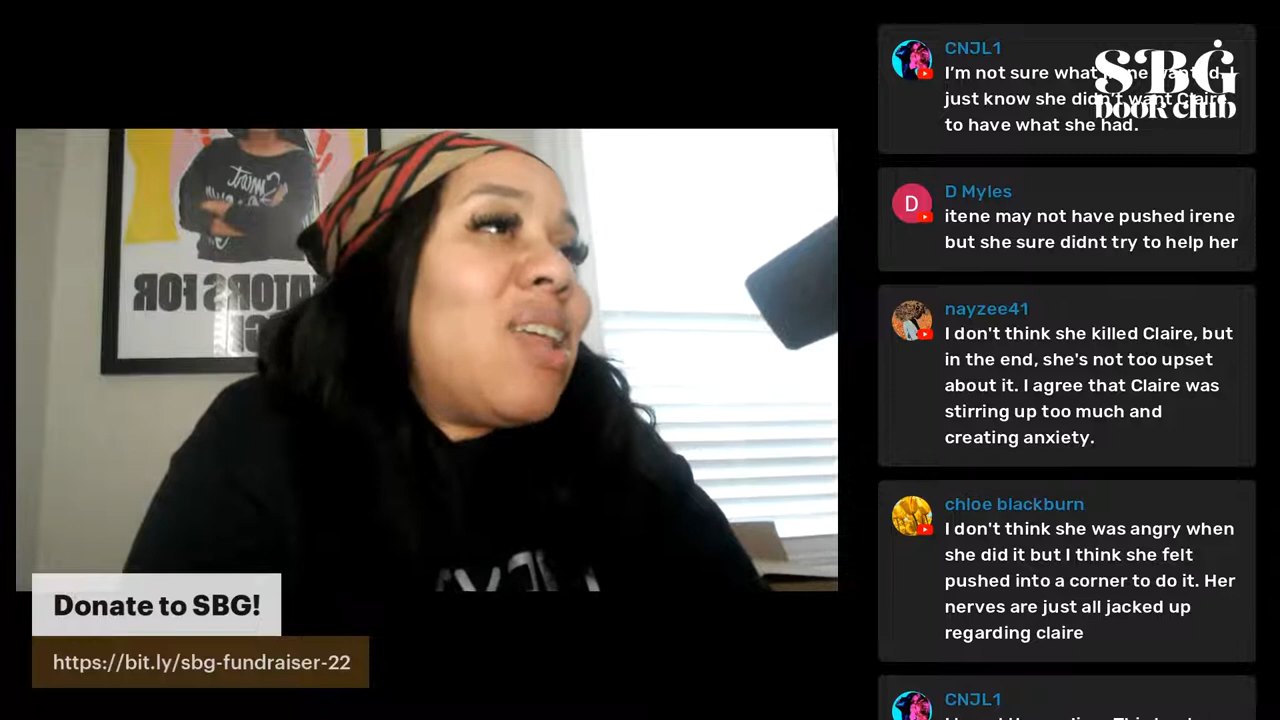 CNJL1
I'm not sure what
just know she didn't want Claire
to have what she had.
SBG
BOOK CLUB
D Myles
D
itene may not have pushed irene
but she sure didnt try to help her
nayzee41
I don't think she killed Claire, but
in the end, she's not too upset
about it. I agree that Claire was
stirring up too much and
creating anxiety.
chloe blackburn
I don't think she was angry when
she did it but I think she felt
pushed into a corner to do it. Her
nerves are just all jacked up
regarding claire
CNJL1
Donate to SBG!
https://bit.ly/sbg-fundraiser-22